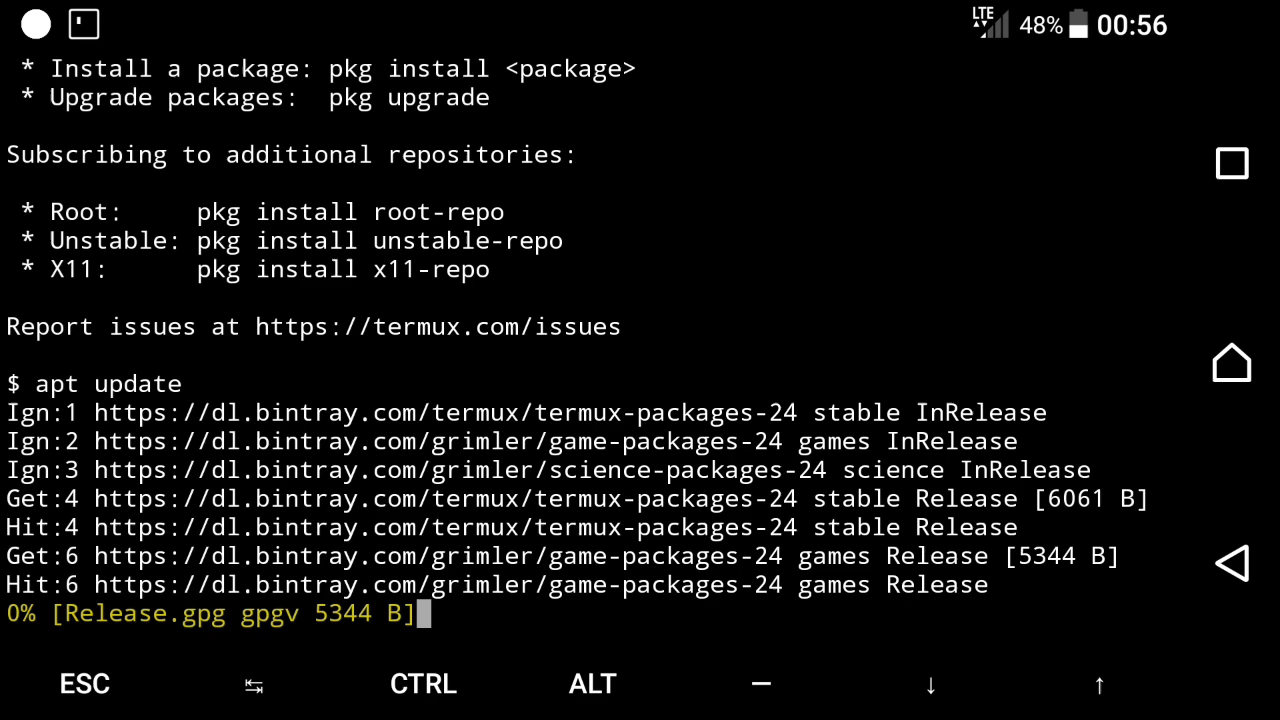 LTE 48% 00:56
* Install a package: pkg install <package>
* Upgrade packages:  pkg upgrade
Subscribing to additional repositories:
* Root:     pkg install root-repo
* Unstable: pkg install unstable-repo
* X11:      pkg install x11-repo
Report issues at https://termux.com/issues
$ apt update
Ign:1 https://dl.bintray.com/termux/termux-packages-24 stable InRelease
Ign:2 https://dl.bintray.com/grimler/game-packages-24 games InRelease
Ign:3 https://dl.bintray.com/grimler/science-packages-24 science InRelease
Get:4 https://dl.bintray.com/termux/termux-packages-24 stable Release [6061 B]
Hit:4 https://dl.bintray.com/termux/termux-packages-24 stable Release
Get:6 https://dl.bintray.com/grimler/game-packages-24 games Release [5344 B]
Hit:6 https://dl.bintray.com/grimler/game-packages-24 games Release
0% [Release.gpg gpgv 5344 B]
ESC ↹ CTRL ALT — ↓ ↑